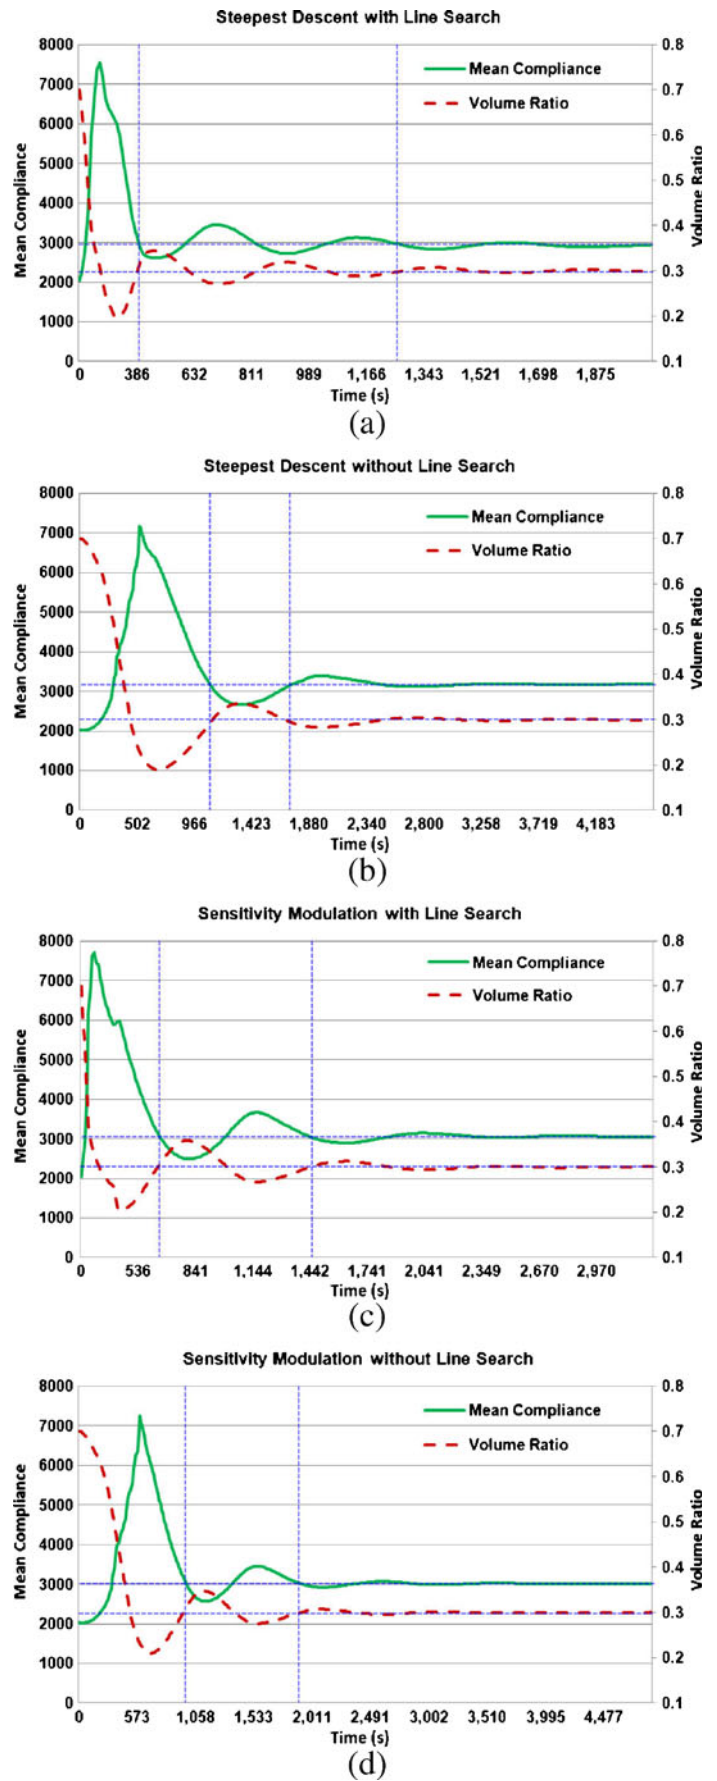 Steepest Descent with Line Search
8000 0.8
7000 0.7
6000 0.6
5000 0.5
4000 0.4
3000
2000 0.3
1000 0.2
0 0.1
Mean Compliance
Volume Ratio
Mean Compliance
Volume Ratio
0 386 632 811 989 1,166 1,343 1,521 1,698 1,875
Time (s)
(a)
Steepest Descent without Line Search
8000 0.8
7000 0.7
6000 0.6
5000 0.5
4000 0.4
3000
2000 0.3
1000 0.2
0 0.1
Mean Compliance
Volume Ratio
Mean Compliance
Volume Ratio
0 502 966 1,423 1,880 2,340 2,800 3,258 3,719 4,183
Time (s)
(b)
Sensitivity Modulation with Line Search
8000 0.8
7000 0.7
6000 0.6
5000 0.5
4000 0.4
3000
2000 0.3
1000 0.2
0 0.1
Mean Compliance
Volume Ratio
Mean Compliance
Volume Ratio
0 536 841 1,144 1,442 1,741 2,041 2,349 2,670 2,970
Time (s)
(c)
Sensitivity Modulation without Line Search
8000 0.8
7000 0.7
6000 0.6
5000 0.5
4000 0.4
3000
2000 0.3
1000 0.2
0 0.1
Mean Compliance
Volume Ratio
Mean Compliance
Volume Ratio
0 573 1,058 1,533 2,011 2,491 3,002 3,510 3,995 4,477
Time (s)
(d)